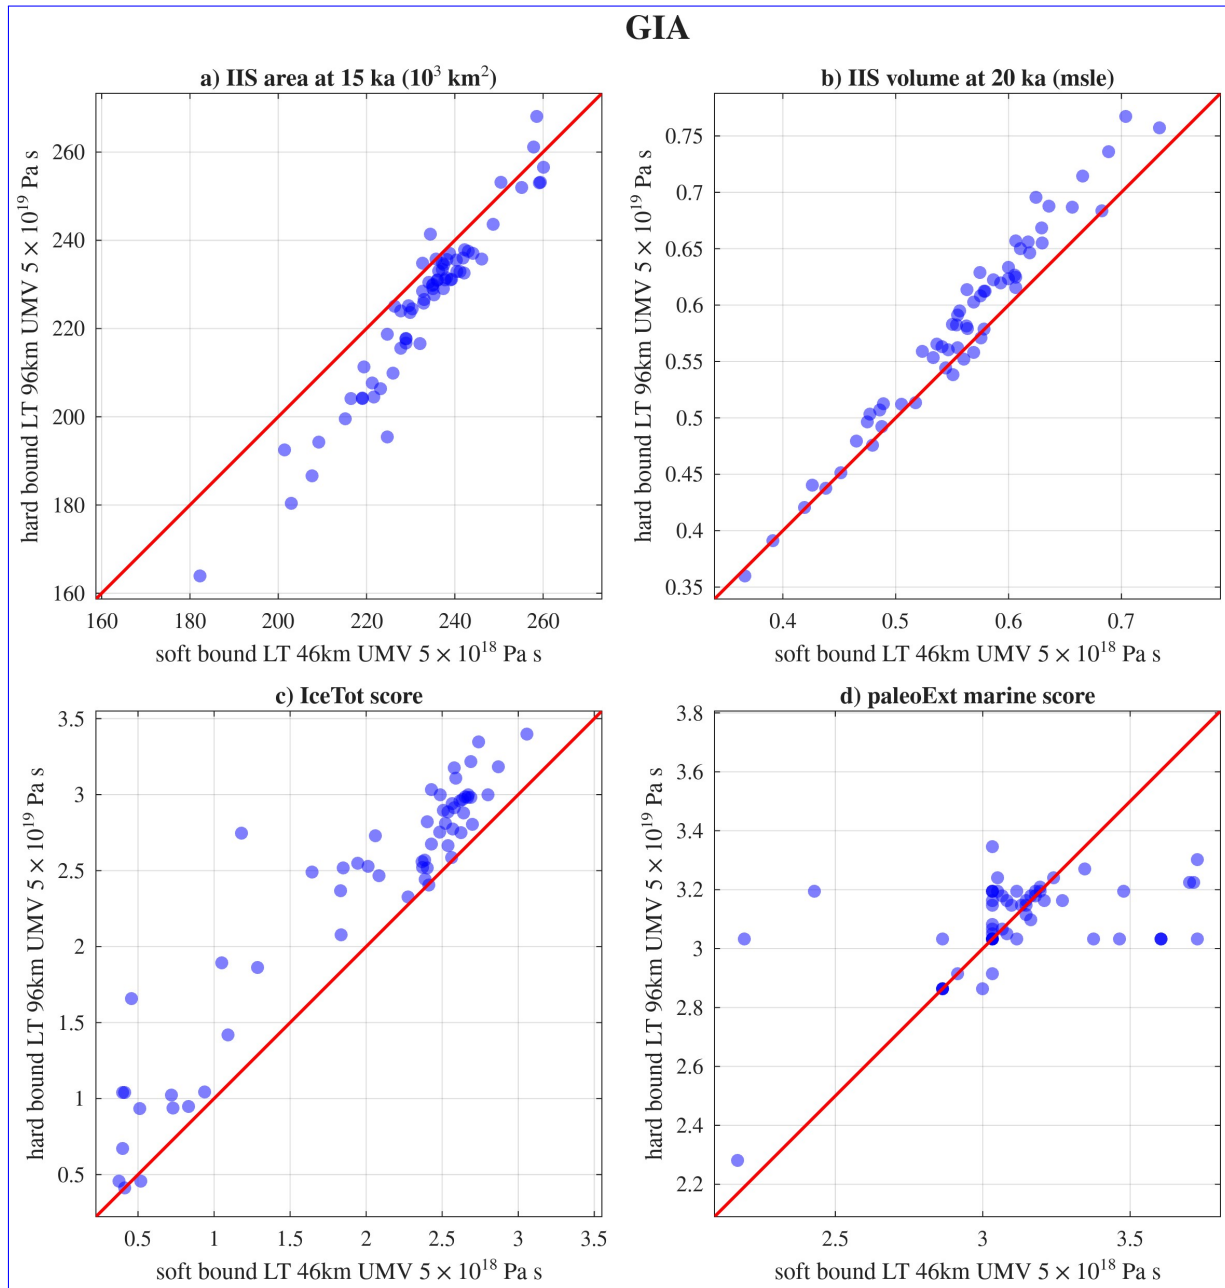 GIA
a) IIS area at 15 ka (10³ km²)
hard bound LT 96km UMV 5 × 10¹⁹ Pa s
260
240
220
200
180
160
160 180 200 220 240 260
soft bound LT 46km UMV 5 × 10¹⁸ Pa s
b) IIS volume at 20 ka (msle)
hard bound LT 96km UMV 5 × 10¹⁹ Pa s
0.75
0.7
0.65
0.6
0.55
0.5
0.45
0.4
0.35
0.4 0.5 0.6 0.7
soft bound LT 46km UMV 5 × 10¹⁸ Pa s
c) IceTot score
hard bound LT 96km UMV 5 × 10¹⁹ Pa s
3.5
3
2.5
2
1.5
1
0.5
0.5 1 1.5 2 2.5 3 3.5
soft bound LT 46km UMV 5 × 10¹⁸ Pa s
d) paleoExt marine score
hard bound LT 96km UMV 5 × 10¹⁹ Pa s
3.8
3.6
3.4
3.2
3
2.8
2.6
2.4
2.2
2.5 3 3.5
soft bound LT 46km UMV 5 × 10¹⁸ Pa s